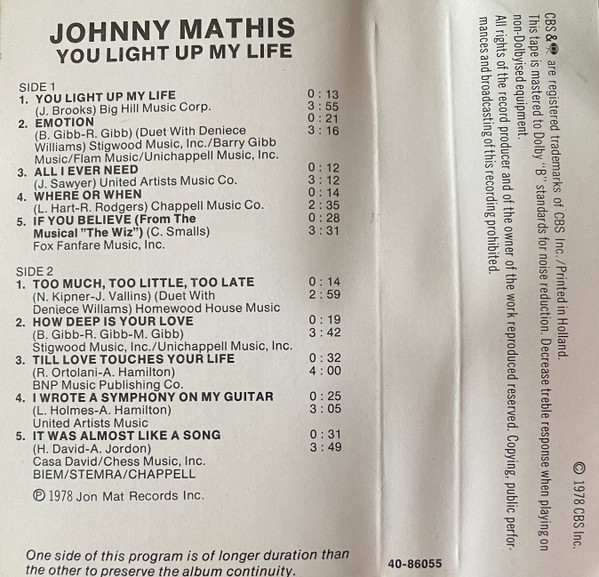 JOHNNY MATHIS
YOU LIGHT UP MY LIFE
SIDE 1
1. YOU LIGHT UP MY LIFE 0:13
(J. Brooks) Big Hill Music Corp. 3:55
2. EMOTION 0:21
(B. Gibb-R. Gibb) (Duet With Deniece 3:16
Williams) Stigwood Music, Inc./Barry Gibb
Music/Flam Music/Unichappell Music, Inc.
3. ALL I EVER NEED 0:12
(J. Sawyer) United Artists Music Co. 3:12
4. WHERE OR WHEN 0:14
(L. Hart-R. Rodgers) Chappell Music Co. 2:35
5. IF YOU BELIEVE (From The 0:28
Musical "The Wiz") (C. Smalls) 3:31
Fox Fanfare Music, Inc.
SIDE 2
1. TOO MUCH, TOO LITTLE, TOO LATE 0:14
(N. Kipner-J. Vallins) (Duet With 2:59
Deniece Willams) Homewood House Music
2. HOW DEEP IS YOUR LOVE 0:19
(B. Gibb-R. Gibb-M. Gibb) 3:42
Stigwood Music, Inc./Unichappell Music, Inc.
3. TILL LOVE TOUCHES YOUR LIFE 0:32
(R. Ortolani-A. Hamilton) 4:00
BNP Music Publishing Co.
4. I WROTE A SYMPHONY ON MY GUITAR 0:25
(L. Holmes-A. Hamilton) 3:05
United Artists Music
5. IT WAS ALMOST LIKE A SONG 0:31
(H. David-A. Jordon) 3:49
Casa David/Chess Music, Inc.
BIEM/STEMRA/CHAPPELL
℗ 1978 Jon Mat Records Inc.
One side of this program is of longer duration than
the other to preserve the album continuity.
40-86055
CBS & are registered trademarks of CBS Inc./Printed in Holland. © 1978 CBS Inc.
This tape is mastered to Dolby "B" standards for noise reduction. Decrease treble response when playing on
non-Dolbyised equipment.
All rights of the record producer and of the owner of the work reproduced reserved. Copying, public perfor-
mances and broadcasting of this recording prohibited.